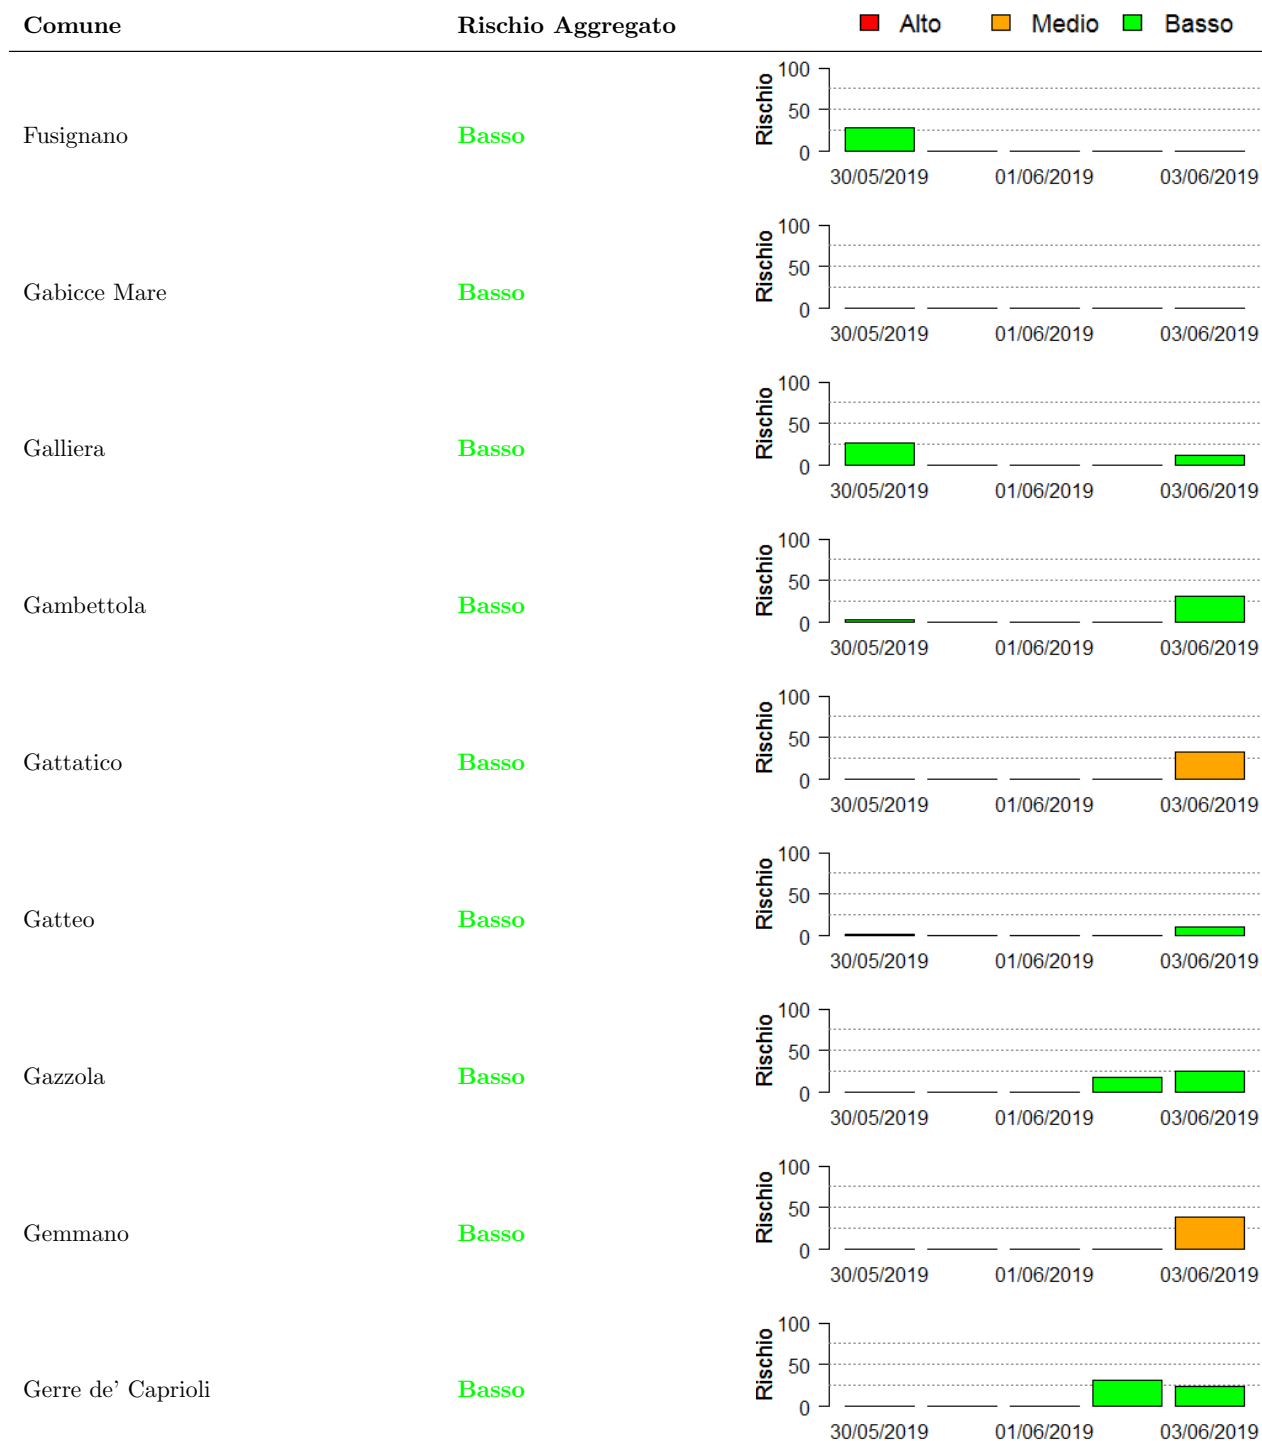 Comune Rischio Aggregato Alto Medio Basso
Fusignano Basso
Rischio
100
50
0
30/05/2019 01/06/2019 03/06/2019
Gabicce Mare Basso
Rischio
100
50
0
30/05/2019 01/06/2019 03/06/2019
Galliera Basso
Rischio
100
50
0
30/05/2019 01/06/2019 03/06/2019
Gambettola Basso
Rischio
100
50
0
30/05/2019 01/06/2019 03/06/2019
Gattatico Basso
Rischio
100
50
0
30/05/2019 01/06/2019 03/06/2019
Gatteo Basso
Rischio
100
50
0
30/05/2019 01/06/2019 03/06/2019
Gazzola Basso
Rischio
100
50
0
30/05/2019 01/06/2019 03/06/2019
Gemmano Basso
Rischio
100
50
0
30/05/2019 01/06/2019 03/06/2019
Gerre de' Caprioli Basso
Rischio
100
50
0
30/05/2019 01/06/2019 03/06/2019